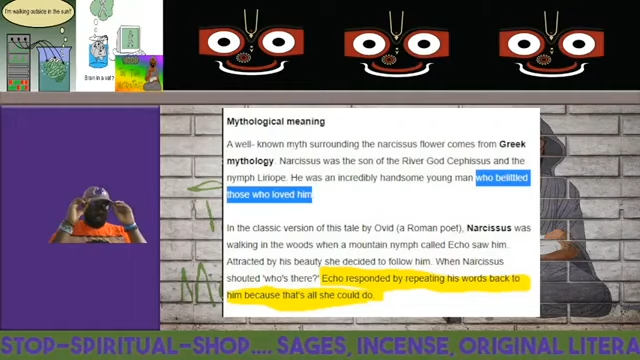 I'm walking outside in the sun!!
Brain in a vat?
Mythological meaning
A well- known myth surrounding the narcissus flower comes from Greek
mythology. Narcissus was the son of the River God Cephissus and the
nymph Liriope. He was an incredibly handsome young man who belittled
those who loved him
In the classic version of this tale by Ovid (a Roman poet), Narcissus was
walking in the woods when a mountain nymph called Echo saw him.
Attracted by his beauty she decided to follow him. When Narcissus
shouted 'who's there?' Echo responded by repeating his words back to
him because that's all she could do.
STOP-SPIRITUAL-SHOP.... SAGES, INCENSE, ORIGINAL LITERA